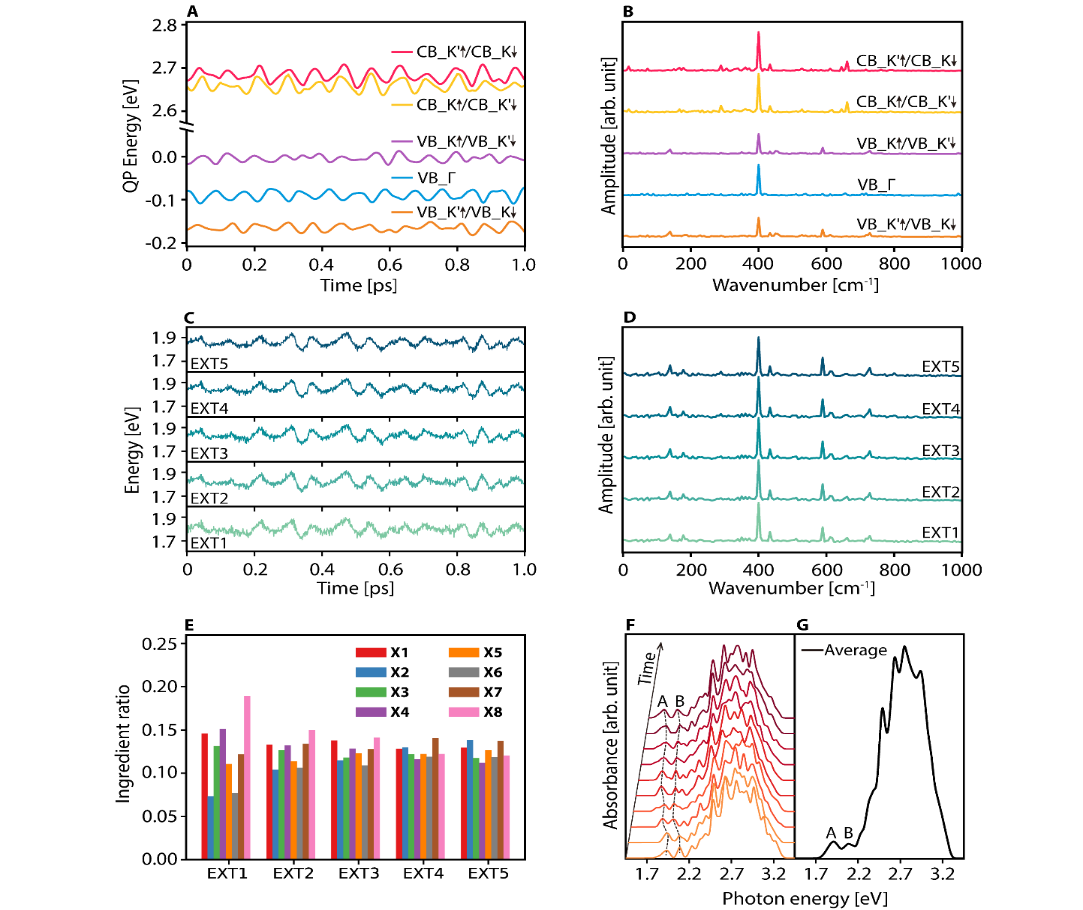 A
2.8
2.7
2.6
0.0
-0.1
-0.2
QP Energy [eV]
CB_K'↑/CB_K↓
CB_K↑/CB_K'↓
VB_K↑/VB_K'↓
VB_Γ
VB_K'↑/VB_K↓
0 0.2 0.4 0.6 0.8 1.0
Time [ps]
B
Amplitude [arb. unit]
CB_K'↑/CB_K↓
CB_K↑/CB_K'↓
VB_K↑/VB_K'↓
VB_Γ
VB_K'↑/VB_K↓
0 200 400 600 800 1000
Wavenumber [cm⁻¹]
C
Energy [eV]
1.9
EXT5
1.9
1.7
EXT4
1.9
1.7
EXT3
1.9
1.7
EXT2
1.9
1.7
EXT1
0 0.2 0.4 0.6 0.8 1.0
Time [ps]
D
Amplitude [arb. unit]
EXT5
EXT4
EXT3
EXT2
EXT1
0 200 400 600 800 1000
Wavenumber [cm⁻¹]
E
Ingredient ratio
0.25
0.20
0.15
0.10
0.05
0.00
X1 X5
X2 X6
X3 X7
X4 X8
EXT1 EXT2 EXT3 EXT4 EXT5
F
Absorbance [arb. unit]
Time
A B
1.7 2.2 2.7 3.2
G
Average
A B
1.7 2.2 2.7 3.2
Photon energy [eV]